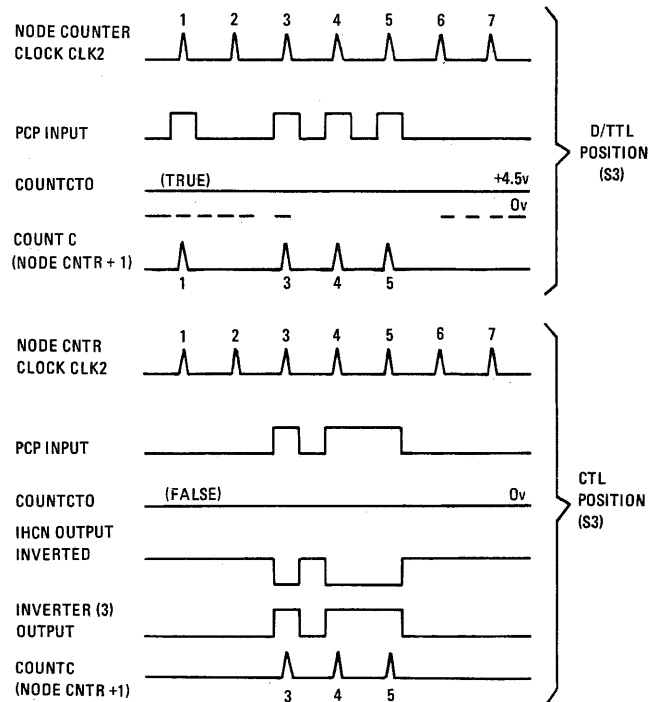 1 2 3 4 5 6 7
NODE COUNTER
CLOCK CLK2
PCP INPUT
D/TTL
POSITION
(S3)
COUNTCTO
(TRUE)
+4.5v
0v
COUNT C
(NODE CNTR + 1)
1 3 4 5
1 2 3 4 5 6 7
NODE CNTR
CLOCK CLK2
PCP INPUT
COUNTCTO
(FALSE)
0v
CTL
POSITION
(S3)
IHCN OUTPUT
INVERTED
INVERTER (3)
OUTPUT
COUNTC
(NODE CNTR +1)
3 4 5